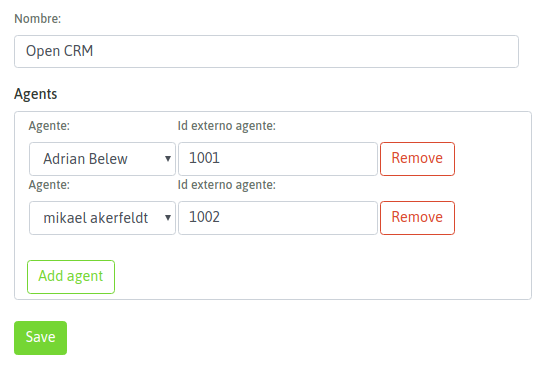 Nombre:
Open CRM
Agents
Agente: Id externo agente:
Adrian Belew 1001 Remove
Agente: Id externo agente:
mikael akerfeldt 1002 Remove
Add agent
Save